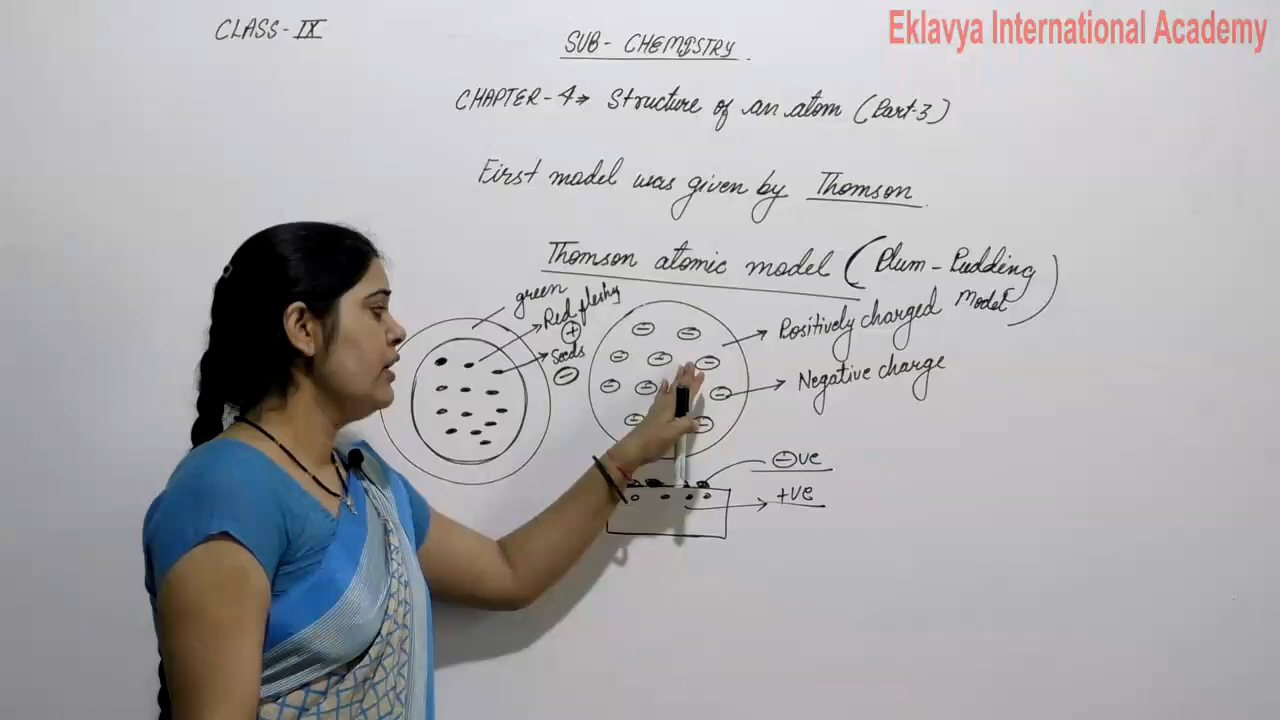 Eklavya International Academy
CLASS-IX
SUB- CHEMISTRY
CHAPTER-4⇒ Structure of an atom (Part-3)
First model was given by Thomson
Thomson atomic model (Plum-Pudding
Model)
green
Red fleshy
+
Seeds
-
Positively charged
Negative charge
-ve
+ve